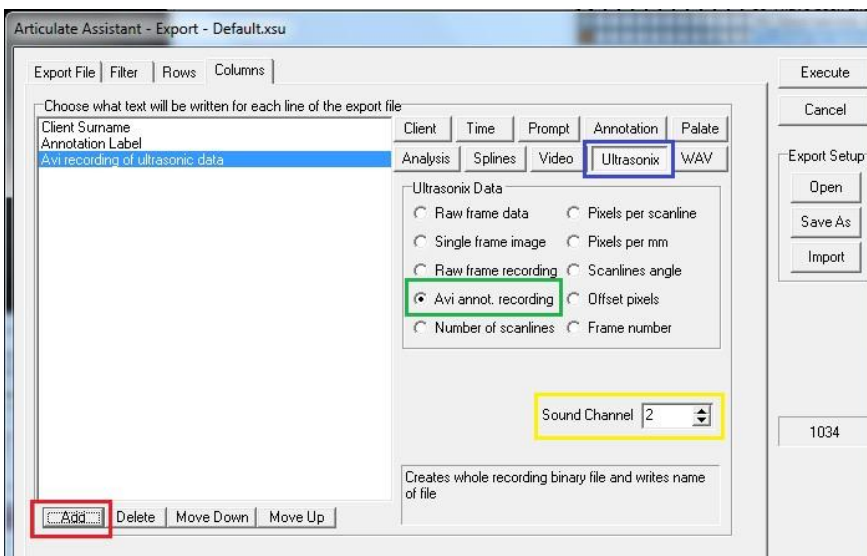 Articulate Assistant - Export - Default.xsu
Export File Filter Rows Columns
Choose what text will be written for each line of the export file
Client Surname
Annotation Label
Avi recording of ultrasonic data
Client Time Prompt Annotation Palate
Analysis Splines Video Ultrasonix WAV
Ultrasonix Data
Raw frame data Pixels per scanline
Single frame image Pixels per mm
Raw frame recording Scanlines angle
Avi annot. recording Offset pixels
Number of scanlines Frame number
Sound Channel 2
Creates whole recording binary file and writes name
of file
Add Delete Move Down Move Up
Execute
Cancel
Export Setup
Open
Save As
Import
1034